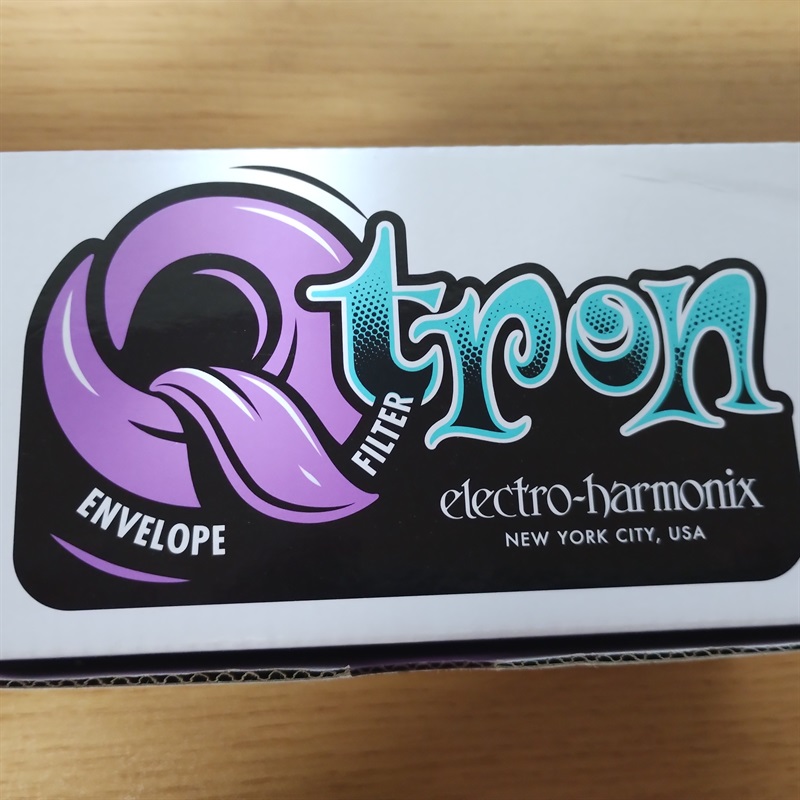 Qtron
ENVELOPE
FILTER
electro-harmonix
NEW YORK CITY, USA